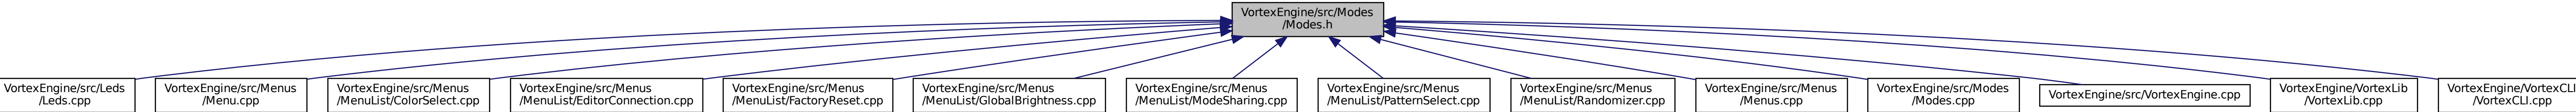 VortexEngine/src/Modes
/Modes.h
VortexEngine/src/Leds
/Leds.cpp
VortexEngine/src/Menus
/Menu.cpp
VortexEngine/src/Menus
/MenuList/ColorSelect.cpp
VortexEngine/src/Menus
/MenuList/EditorConnection.cpp
VortexEngine/src/Menus
/MenuList/FactoryReset.cpp
VortexEngine/src/Menus
/MenuList/GlobalBrightness.cpp
VortexEngine/src/Menus
/MenuList/ModeSharing.cpp
VortexEngine/src/Menus
/MenuList/PatternSelect.cpp
VortexEngine/src/Menus
/MenuList/Randomizer.cpp
VortexEngine/src/Menus
/Menus.cpp
VortexEngine/src/Modes
/Modes.cpp
VortexEngine/src/VortexEngine.cpp
VortexEngine/VortexLib
/VortexLib.cpp
VortexEngine/VortexCL
/VortexCLI.cpp